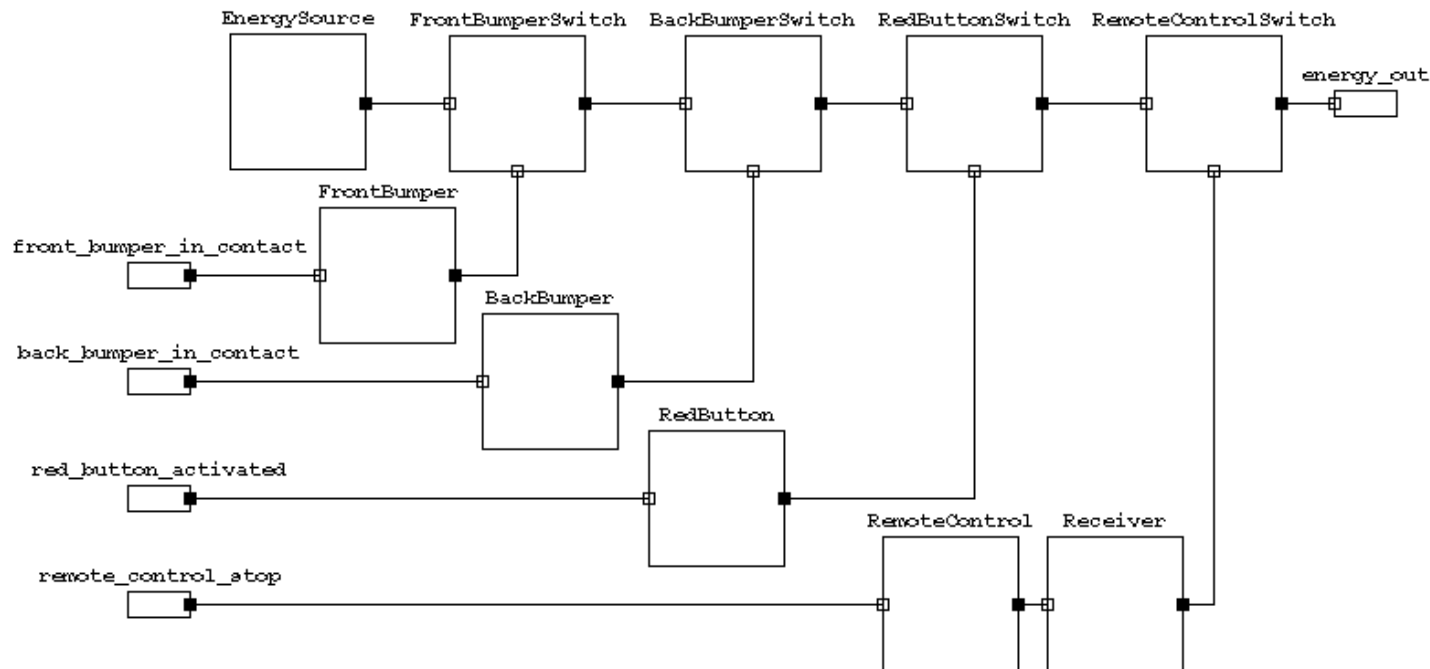 EnergySource
FrontBumperSwitch
BackBumperSwitch
RedButtonSwitch
RemoteControlSwitch
energy_out
FrontBumper
front_bumper_in_contact
BackBumper
back_bumper_in_contact
RedButton
red_button_activated
RemoteControl
Receiver
remote_control_stop